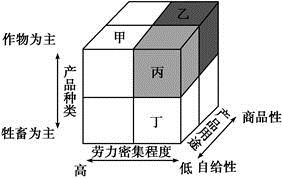 乙
作物为主
甲
丙
产品种类
丁
牲畜为主
产品用途
商品性
劳力密集程度
高
低
自给性